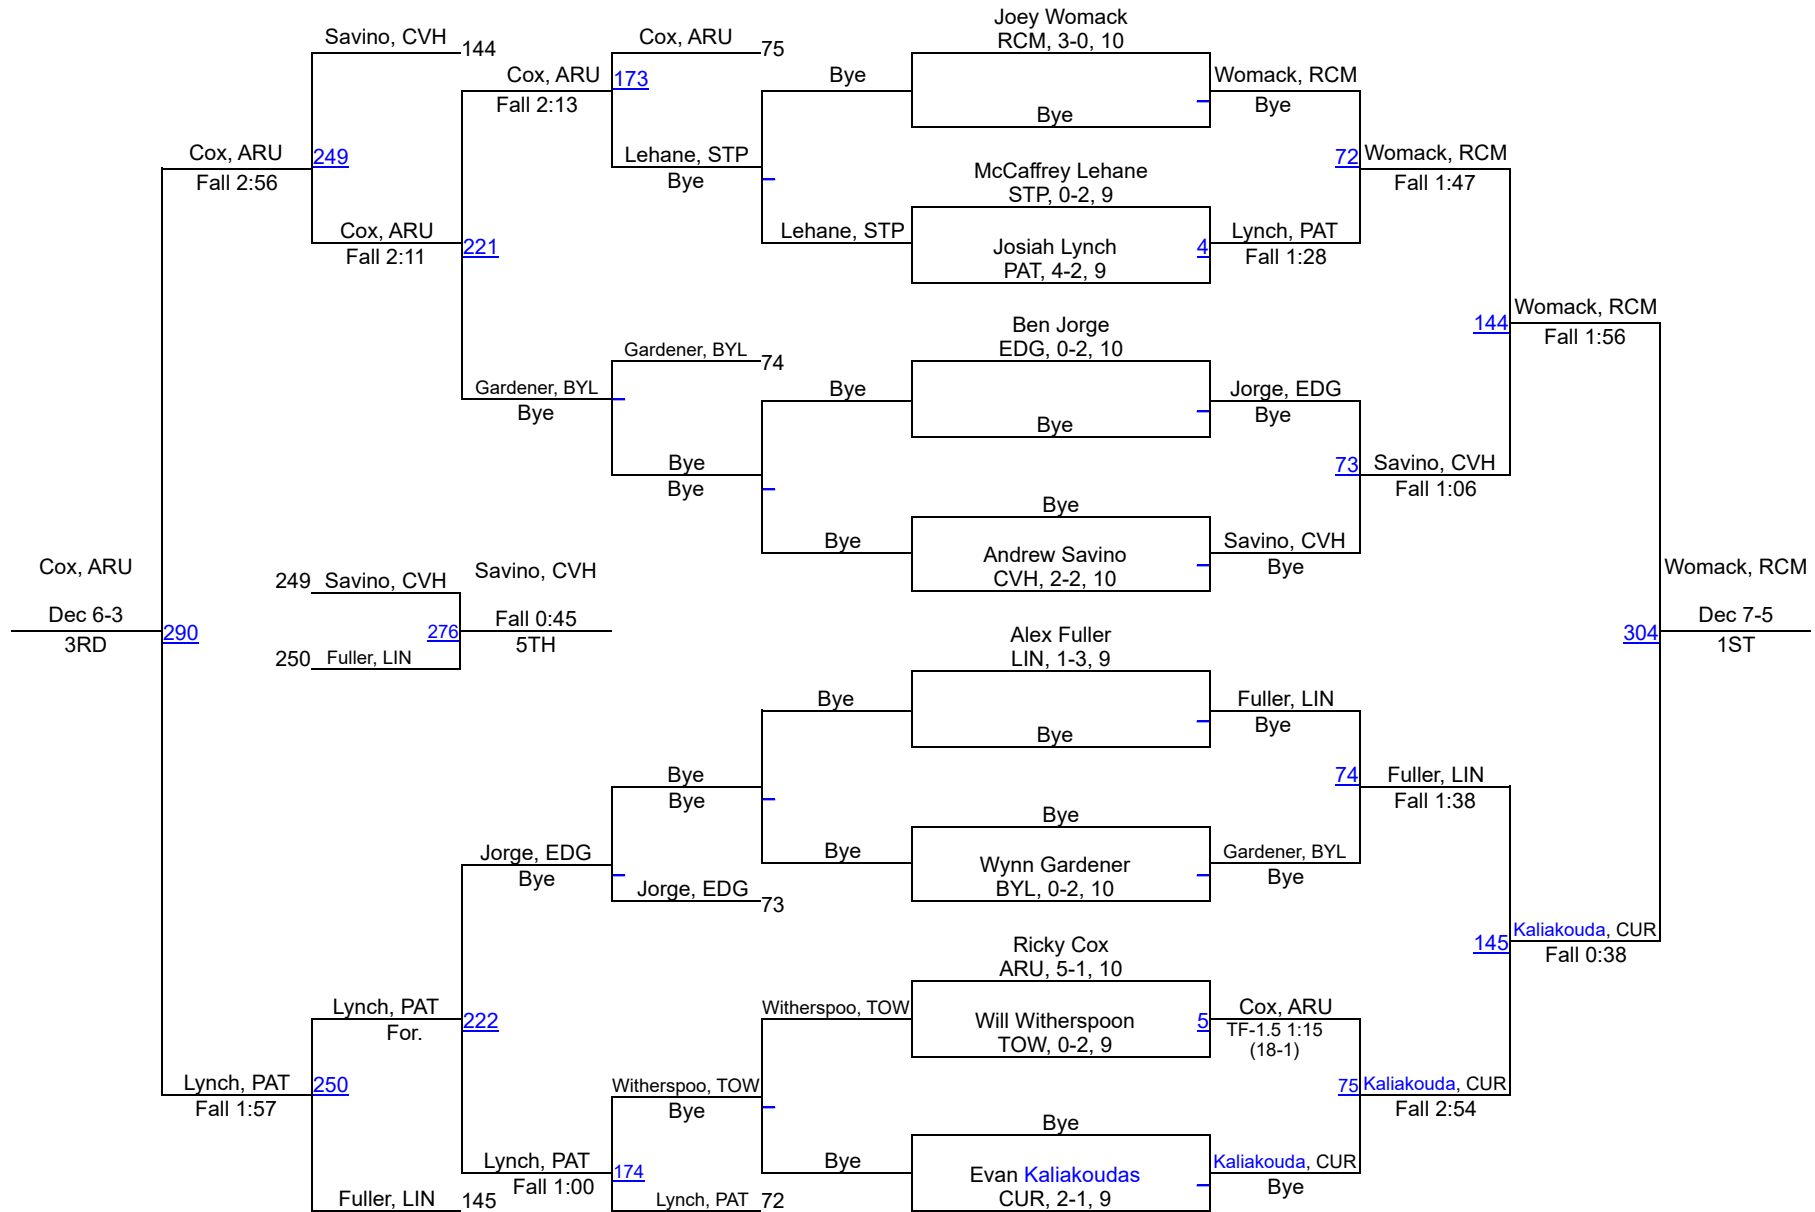 Joey Womack
RCM, 3-0, 10
Savino, CVH
144
Cox, ARU
75
Cox, ARU
173
Fall 2:13
Bye
Womack, RCM
Bye
Bye
Cox, ARU
249
Fall 2:56
Lehane, STP
Bye
72
Womack, RCM
Fall 1:47
McCaffrey Lehane
STP, 0-2, 9
Cox, ARU
Fall 2:11
221
Lehane, STP
Josiah Lynch
PAT, 4-2, 9
4
Lynch, PAT
Fall 1:28
Womack, RCM
144
Fall 1:56
Ben Jorge
EDG, 0-2, 10
Gardener, BYL
74
Gardener, BYL
Bye
Bye
Jorge, EDG
Bye
Bye
Bye
Bye
73
Savino, CVH
Fall 1:06
Bye
Bye
Andrew Savino
CVH, 2-2, 10
Savino, CVH
Bye
Cox, ARU
Dec 6-3
3RD
290
249
Savino, CVH
Savino, CVH
276
Fall 0:45
5TH
250
Fuller, LIN
Womack, RCM
304
Dec 7-5
1ST
Alex Fuller
LIN, 1-3, 9
Bye
Fuller, LIN
Bye
Bye
Bye
Bye
74
Fuller, LIN
Fall 1:38
Bye
Jorge, EDG
Bye
Bye
Wynn Gardener
BYL, 0-2, 10
Gardener, BYL
Bye
Jorge, EDG
73
Kaliakouda, CUR
145
Fall 0:38
Ricky Cox
ARU, 5-1, 10
Lynch, PAT
For.
222
Witherspoo, TOW
Will Witherspoon
TOW, 0-2, 9
5
Cox, ARU
TF-1.5 1:15
(18-1)
Lynch, PAT
250
Fall 1:57
Witherspoo, TOW
Bye
75
Kaliakouda, CUR
Fall 2:54
Bye
Lynch, PAT
174
Fall 1:00
Bye
Evan Kaliakoudas
CUR, 2-1, 9
Kaliakouda, CUR
Bye
Fuller, LIN
145
Lynch, PAT
72